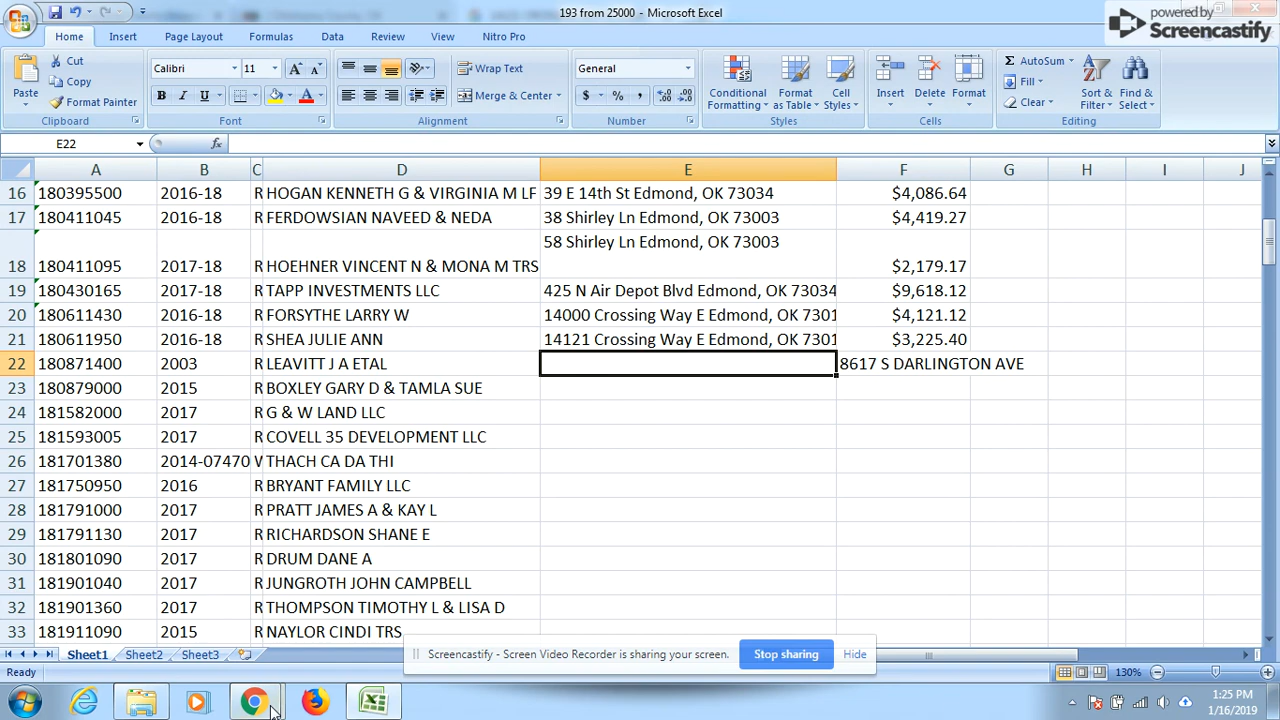 193 from 25000 - Microsoft Excel
powered by
Screencastify
Home Insert Page Layout Formulas Data Review View Nitro Pro
Paste
Cut
Copy
Format Painter
Clipboard
Calibri 11
A A
B I U A
Font
Wrap Text
Merge & Center
Alignment
General
$ % , .0 .00 .00 .0
Number
Conditional Formatting
Format as Table
Cell Styles
Styles
Insert Delete Format
Cells
Σ AutoSum
Fill
Clear
Sort & Filter
Find & Select
Editing
E22 fx
A B C D E F G H I J
16 180395500 2016-18 R HOGAN KENNETH G & VIRGINIA M LF 39 E 14th St Edmond, OK 73034 $4,086.64
17 180411045 2016-18 R FERDOWSIAN NAVEED & NEDA 38 Shirley Ln Edmond, OK 73003 $4,419.27
58 Shirley Ln Edmond, OK 73003
18 180411095 2017-18 R HOEHNER VINCENT N & MONA M TRS $2,179.17
19 180430165 2017-18 R TAPP INVESTMENTS LLC 425 N Air Depot Blvd Edmond, OK 73034 $9,618.12
20 180611430 2016-18 R FORSYTHE LARRY W 14000 Crossing Way E Edmond, OK 7301 $4,121.12
21 180611950 2016-18 R SHEA JULIE ANN 14121 Crossing Way E Edmond, OK 7301 $3,225.40
22 180871400 2003 R LEAVITT J A ETAL 8617 S DARLINGTON AVE
23 180879000 2015 R BOXLEY GARY D & TAMLA SUE
24 181582000 2017 R G & W LAND LLC
25 181593005 2017 R COVELL 35 DEVELOPMENT LLC
26 181701380 2014-07470 W THACH CA DA THI
27 181750950 2016 R BRYANT FAMILY LLC
28 181791000 2017 R PRATT JAMES A & KAY L
29 181791130 2017 R RICHARDSON SHANE E
30 181801090 2017 R DRUM DANE A
31 181901040 2017 R JUNGROTH JOHN CAMPBELL
32 181901360 2017 R THOMPSON TIMOTHY L & LISA D
33 181911090 2015 R NAYLOR CINDI TRS
Sheet1 Sheet2 Sheet3
Screencastify - Screen Video Recorder is sharing your screen. Stop sharing Hide
Ready 130%
1:25 PM
1/16/2019